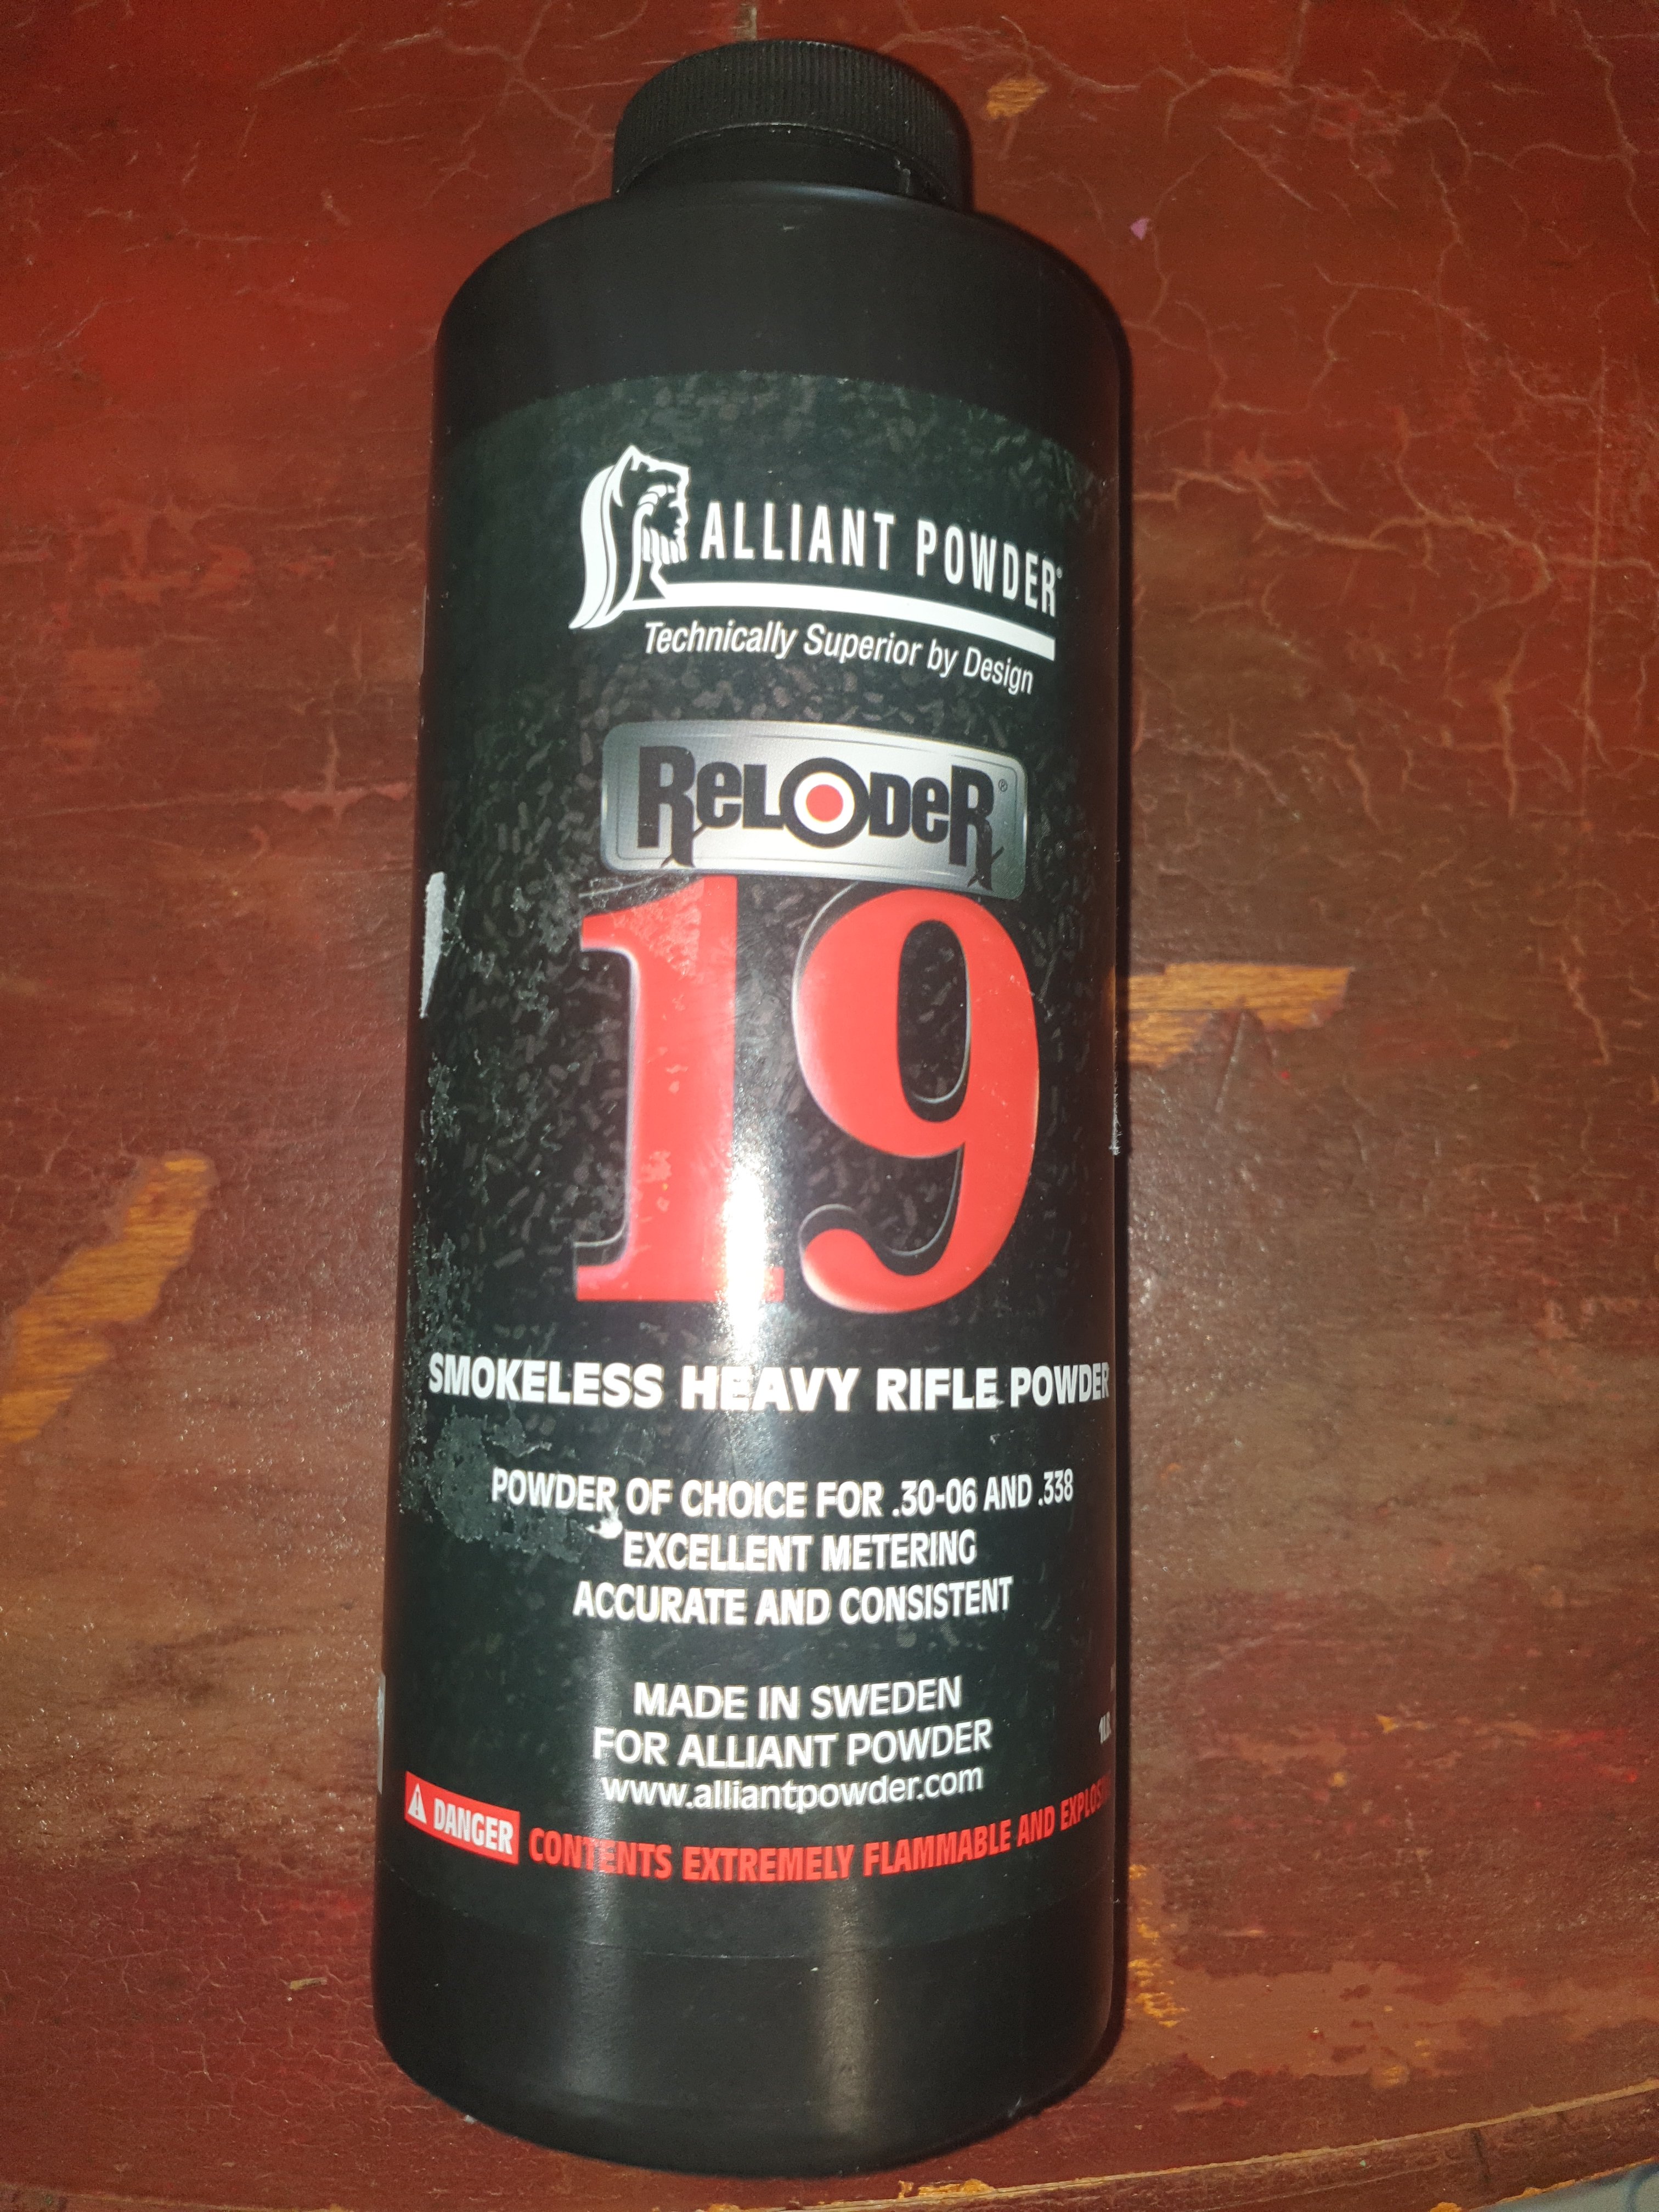 ALLIANT POWDER
Technically Superior by Design
RELODER®
19
SMOKELESS HEAVY RIFLE POWDER
POWDER OF CHOICE FOR .30-06 AND .338
EXCELLENT METERING
ACCURATE AND CONSISTENT
MADE IN SWEDEN
FOR ALLIANT POWDER
www.alliantpowder.com
DANGER CONTENTS EXTREMELY FLAMMABLE AND